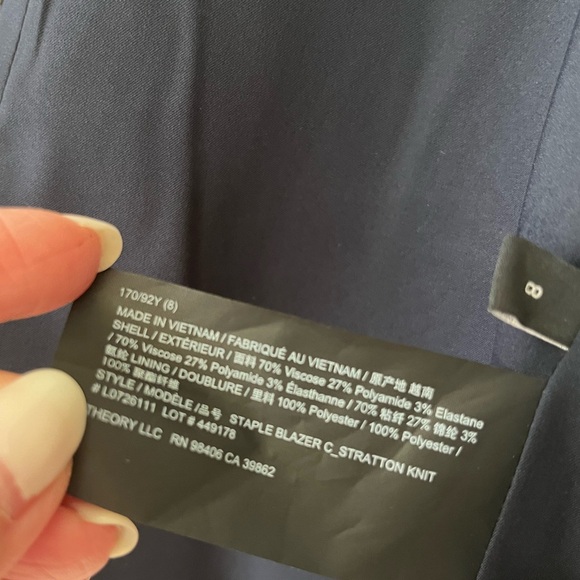 170/92Y (8)
MADE IN VIETNAM / FABRIQUÉ AU VIETNAM / 原产地 越南
SHELL / EXTÉRIEUR / 面料 70% Viscose 27% Polyamide 3% Elastane
/ 70% Viscose 27% Polyamide 3% Élasthanne / 70% 粘纤 27% 锦纶 3%
氨纶 LINING / DOUBLURE / 里料 100% Polyester / 100% Polyester /
100% 聚酯纤维
STYLE / MODÈLE /品号 STAPLE BLAZER C_STRATTON KNIT
# L0726111 LOT # 449178
THEORY LLC RN 98406 CA 39862
8